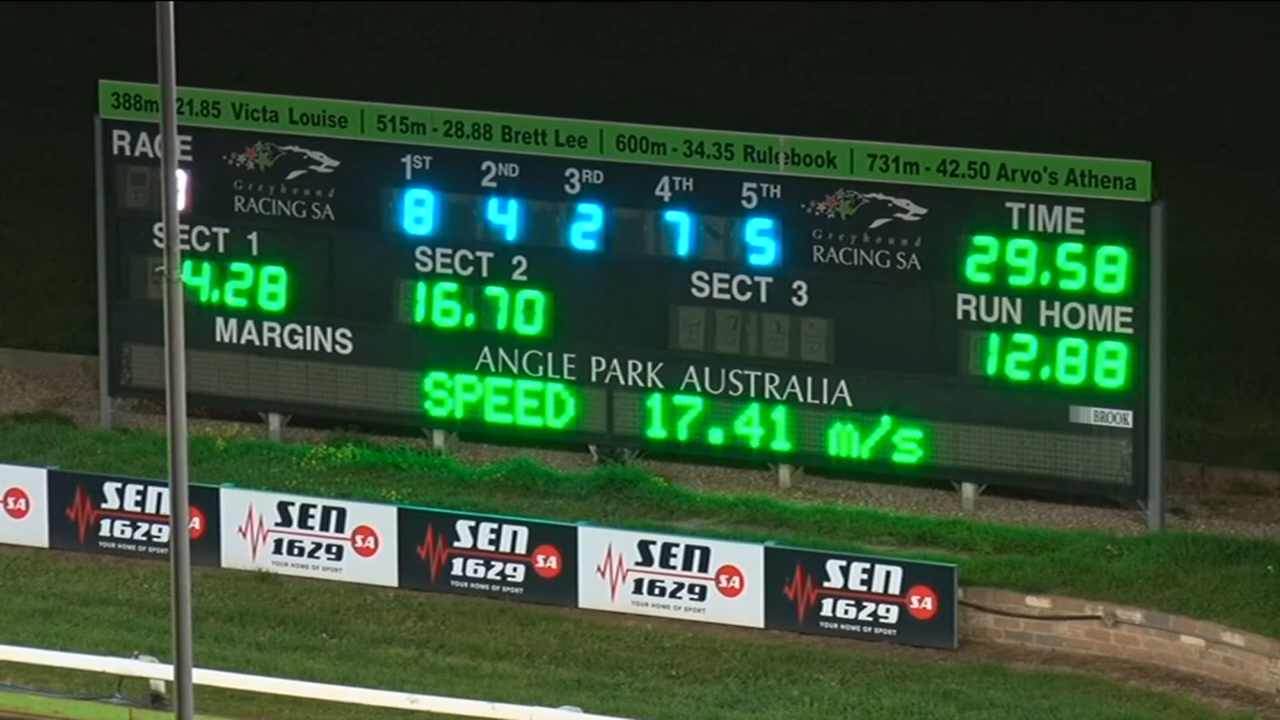 388m - 21.85 Victa Louise | 515m - 28.88 Brett Lee | 600m - 34.35 Rulebook | 731m - 42.50 Arvo's Athena
RACE
Greyhound
RACING SA
1ST 2ND 3RD 4TH 5TH
8 4 2 7 5
Greyhound
RACING SA
TIME
29.58
SECT 1
4.28
SECT 2
16.70
SECT 3
RUN HOME
12.88
MARGINS
ANGLE PARK AUSTRALIA
SPEED 17.41 m/s
BROOK
SA
SEN
1629
YOUR HOME OF SPORT
SEN
1629 SA
YOUR HOME OF SPORT
SEN
1629 SA
YOUR HOME OF SPORT
SEN
1629 SA
YOUR HOME OF SPORT
SEN
1629 SA
YOUR HOME OF SPORT